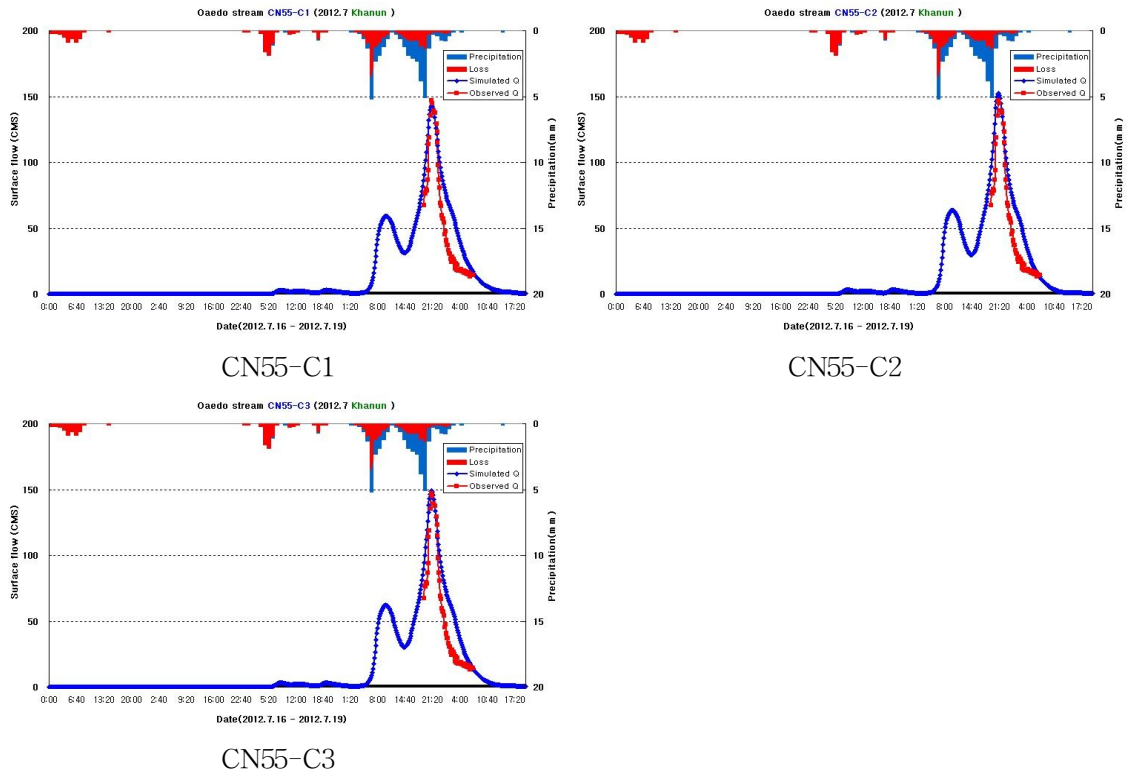 Oaedo stream CN55-C1 (2012.7 Khanun )
200
150
100
50
0
Surface flow (CMS)
0
5
10
15
20
Precipitation(mm)
Precipitation
Loss
Simulated Q
Observed Q
0:00 6:40 13:20 20:00 2:40 9:20 16:00 22:40 5:20 12:00 18:40 1:20 8:00 14:40 21:20 4:00 10:40 17:20
Date(2012.7.16 - 2012.7.19)
CN55-C1
Oaedo stream CN55-C2 (2012.7 Khanun )
200
150
100
50
0
Surface flow (CMS)
0
5
10
15
20
Precipitation(mm)
Precipitation
Loss
Simulated Q
Observed Q
0:00 6:40 13:20 20:00 2:40 9:20 16:00 22:40 5:20 12:00 18:40 1:20 8:00 14:40 21:20 4:00 10:40 17:20
Date(2012.7.16 - 2012.7.19)
CN55-C2
Oaedo stream CN55-C3 (2012.7 Khanun )
200
150
100
50
0
Surface flow (CMS)
0
5
10
15
20
Precipitation(mm)
Precipitation
Loss
Simulated Q
Observed Q
0:00 6:40 13:20 20:00 2:40 9:20 16:00 22:40 5:20 12:00 18:40 1:20 8:00 14:40 21:20 4:00 10:40 17:20
Date(2012.7.16 - 2012.7.19)
CN55-C3